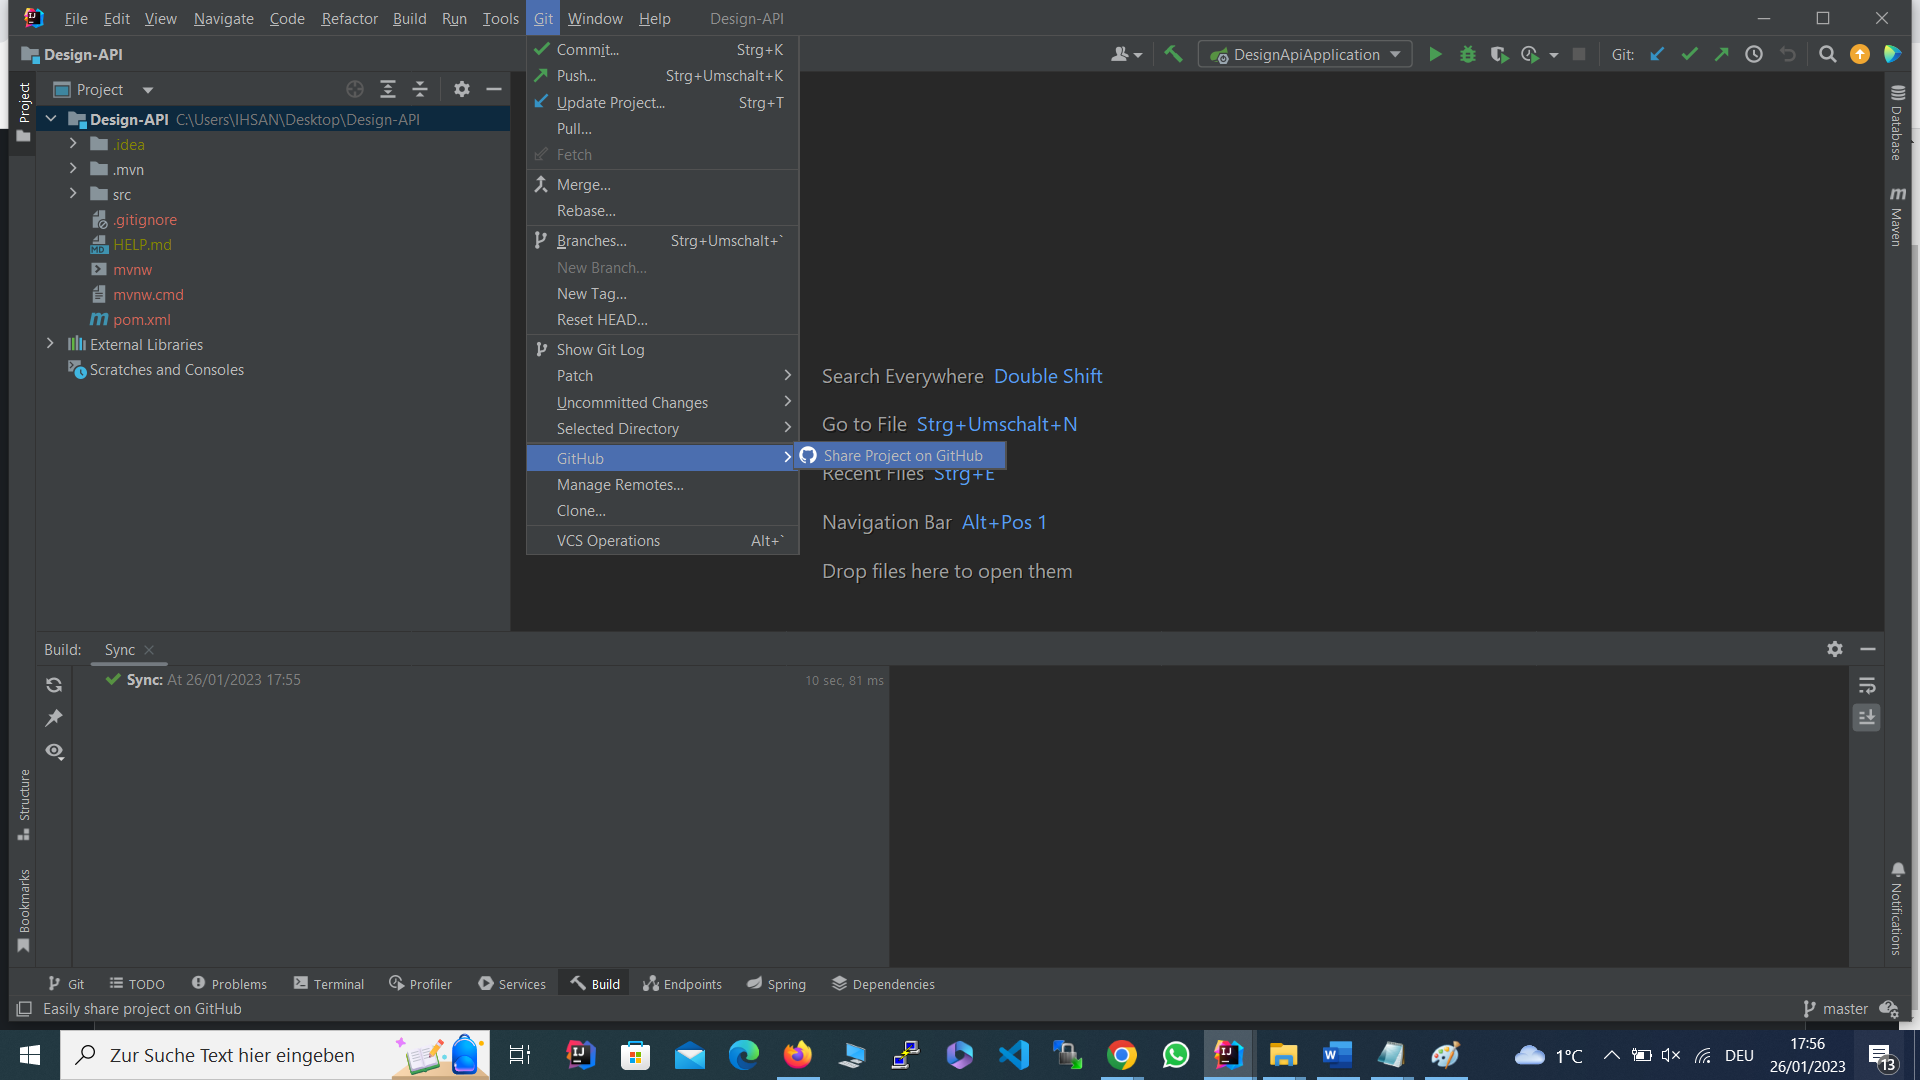 File Edit View Navigate Code Refactor Build Run Tools Git Window Help Design-API
Design-API
DesignApiApplication
Git:
Project
Project
Design-API C:\Users\IHSAN\Desktop\Design-API
.idea
.mvn
src
.gitignore
HELP.md
mvnw
mvnw.cmd
pom.xml
External Libraries
Scratches and Consoles
Commit... Strg+K
Push... Strg+Umschalt+K
Update Project... Strg+T
Pull...
Fetch
Merge...
Rebase...
Branches... Strg+Umschalt+`
New Branch...
New Tag...
Reset HEAD...
Show Git Log
Patch
Uncommitted Changes
Selected Directory
GitHub
Share Project on GitHub
Manage Remotes...
Clone...
VCS Operations Alt+`
Search Everywhere Double Shift
Go to File Strg+Umschalt+N
Recent Files Strg+E
Navigation Bar Alt+Pos 1
Drop files here to open them
Database
Maven
Notifications
Build: Sync
Sync: At 26/01/2023 17:55 10 sec, 81 ms
Structure
Bookmarks
Git TODO Problems Terminal Profiler Services Build Endpoints Spring Dependencies
Easily share project on GitHub master
Zur Suche Text hier eingeben
1°C DEU 17:56
26/01/2023
13